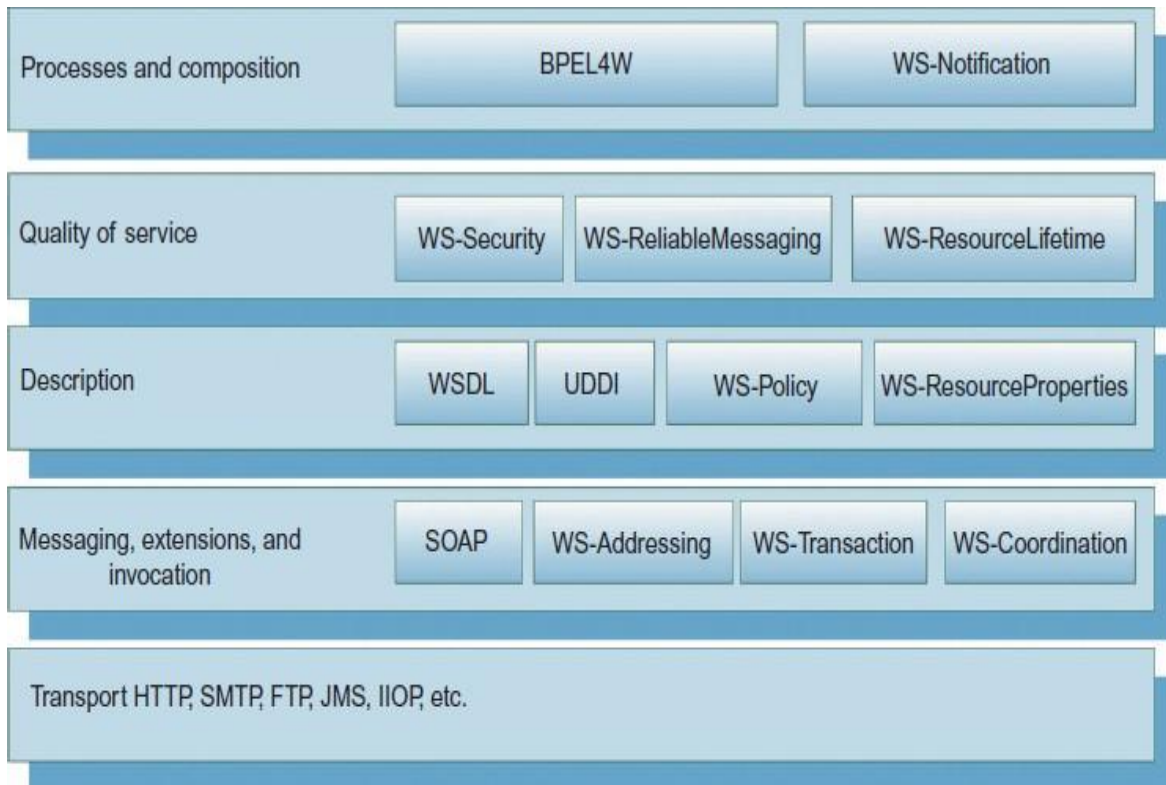 Processes and composition
BPEL4W
WS-Notification
Quality of service
WS-Security
WS-ReliableMessaging
WS-ResourceLifetime
Description
WSDL
UDDI
WS-Policy
WS-ResourceProperties
Messaging, extensions, and
invocation
SOAP
WS-Addressing
WS-Transaction
WS-Coordination
Transport HTTP, SMTP, FTP, JMS, IIOP, etc.